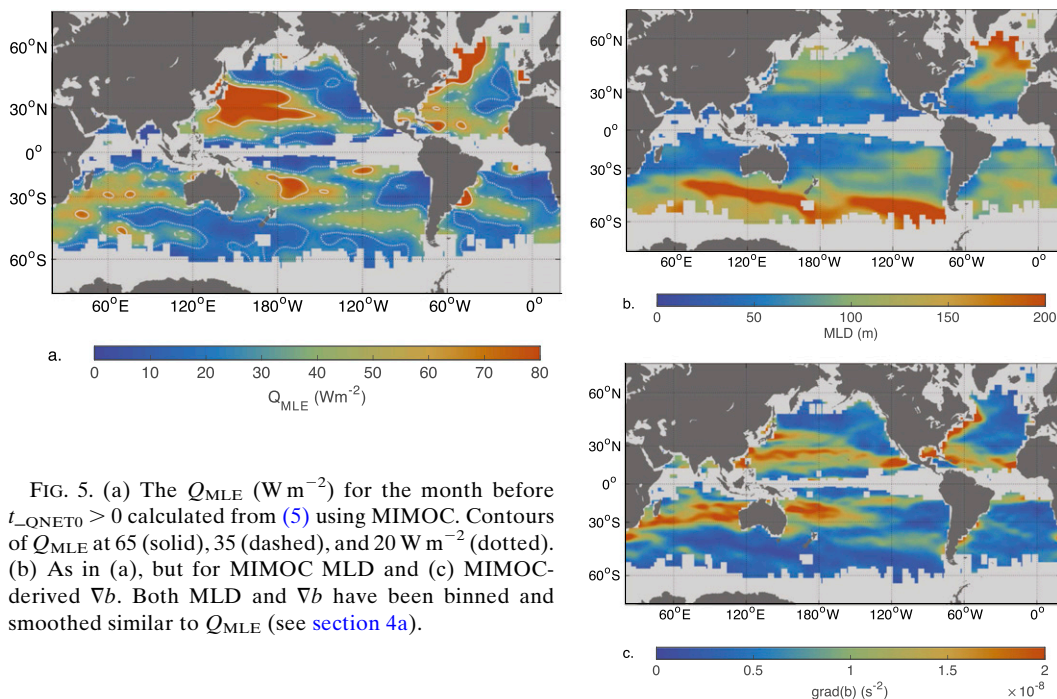 60°N
30°N
0°
30°S
60°S
60°E
120°E
180°W
120°W
60°W
0°
a.
0 10 20 30 40 50 60 70 80
Q_MLE (Wm⁻²)
60°N
30°N
0°
30°S
60°S
60°E
120°E
180°W
120°W
60°W
0°
b.
0 50 100 150 200
MLD (m)
60°N
30°N
0°
30°S
60°S
60°E
120°E
180°W
120°W
60°W
0°
c.
0 0.5 1 1.5 2
grad(b) (s⁻²)
×10⁻⁸
FIG. 5. (a) The Q_MLE (W m⁻²) for the month before
t_QNET0 > 0 calculated from (5) using MIMOC. Contours
of Q_MLE at 65 (solid), 35 (dashed), and 20 W m⁻² (dotted).
(b) As in (a), but for MIMOC MLD and (c) MIMOC-
derived ∇b. Both MLD and ∇b have been binned and
smoothed similar to Q_MLE (see section 4a).